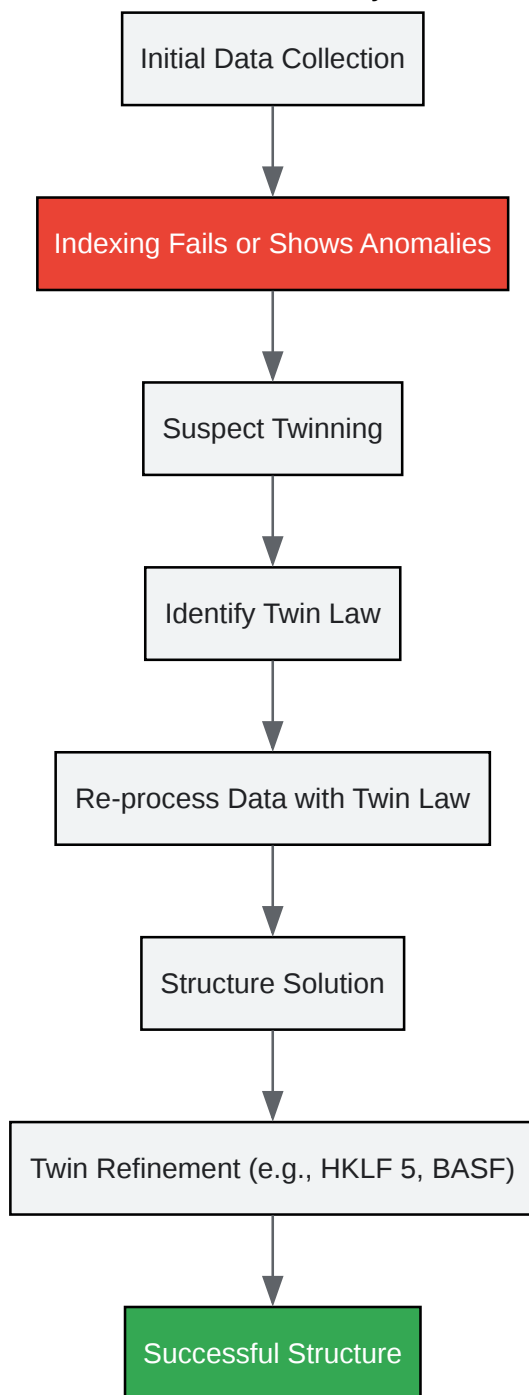 Initial Data Collection
Indexing Fails or Shows Anomalies
Suspect Twinning
Identify Twin Law
Re-process Data with Twin Law
Structure Solution
Twin Refinement (e.g., HKLF 5, BASF)
Successful Structure